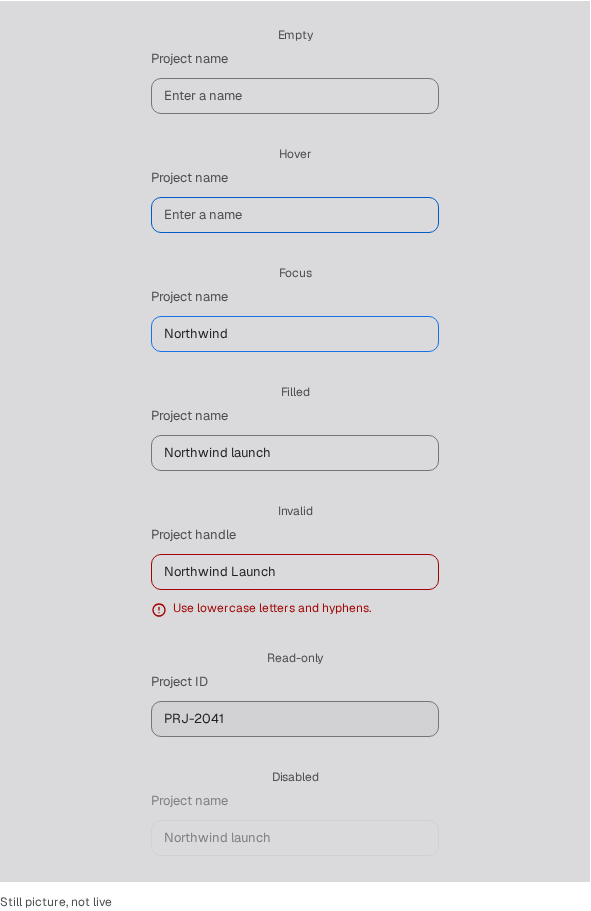 Empty
Project name
Enter a name
Hover
Project name
Enter a name
Focus
Project name
Northwind
Filled
Project name
Northwind launch
Invalid
Project handle
Northwind Launch
Use lowercase letters and hyphens.
Read-only
Project ID
PRJ-2041
Disabled
Project name
Northwind launch
Still picture, not live